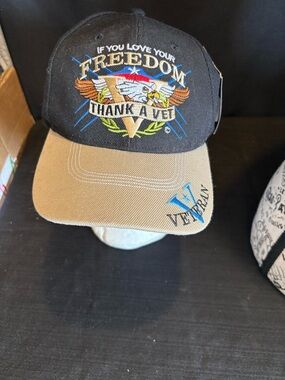 IF YOU LOVE YOUR
FREEDOM
THANK A VET
V
©
V
VETERAN